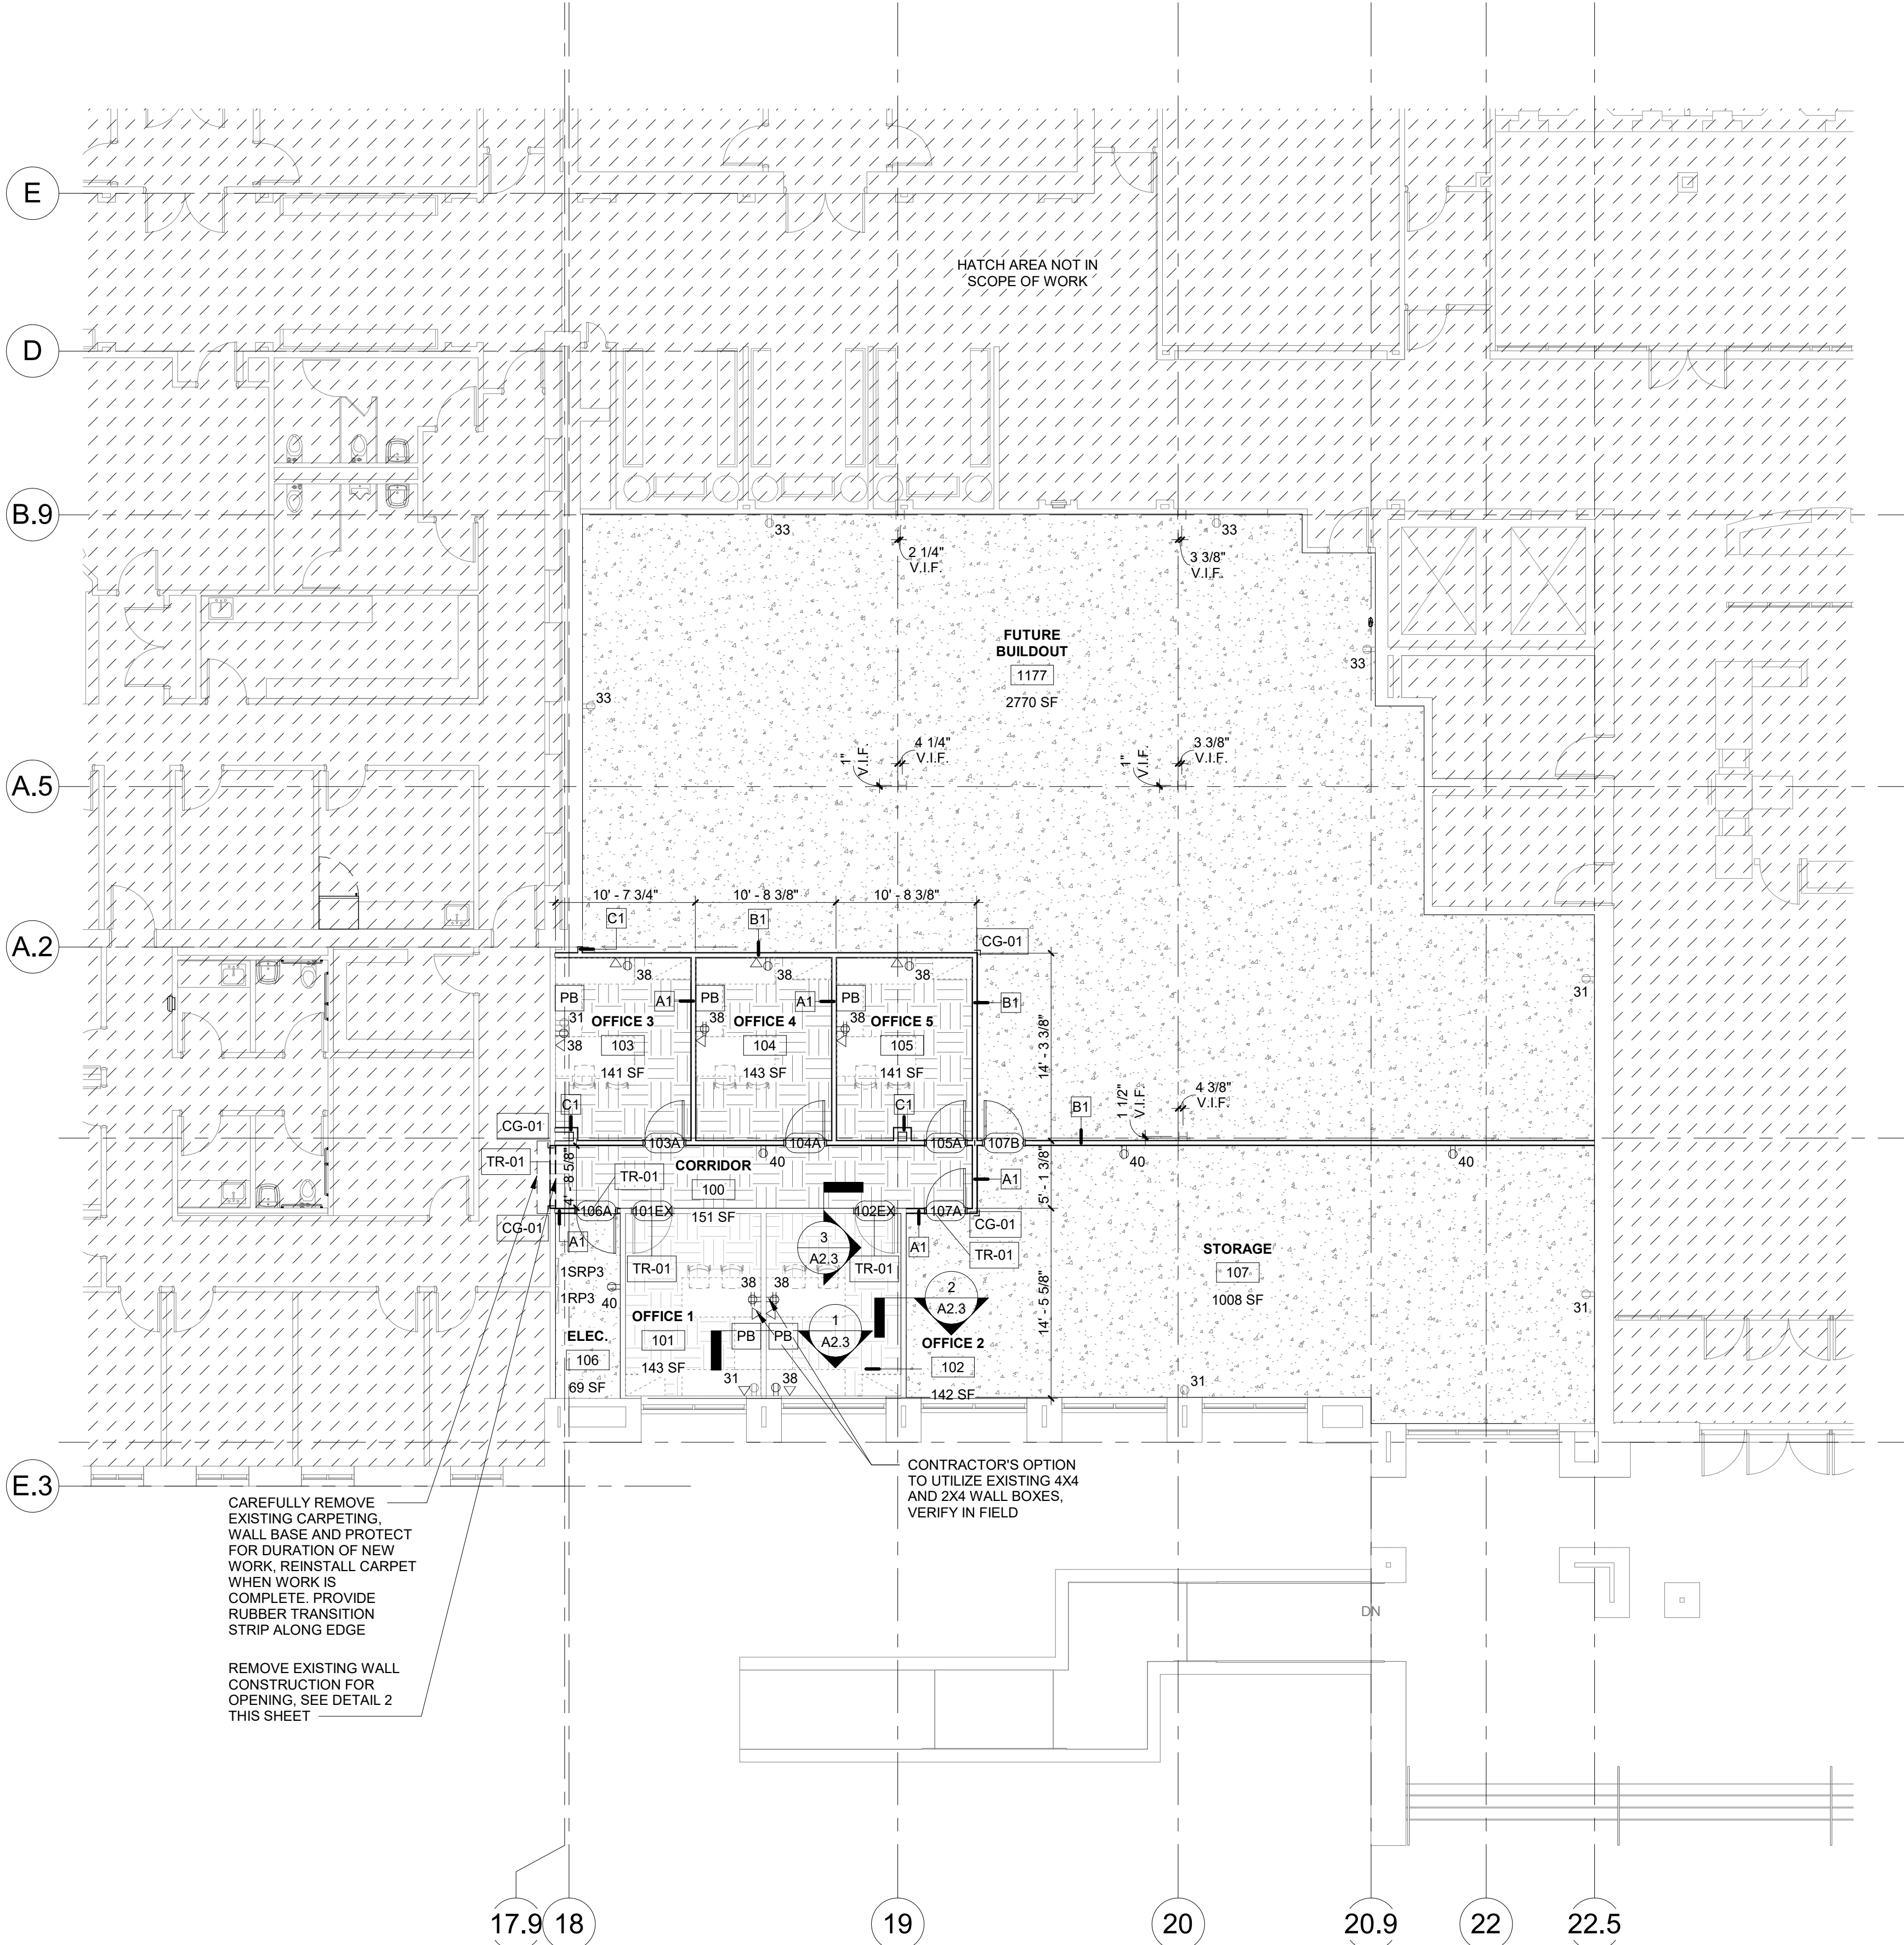 E
HATCH AREA NOT IN
SCOPE OF WORK
D
B.9
33
33
2 1/4"
V.I.F.
3 3/8"
V.I.F.
FUTURE
BUILDOUT
1177
2770 SF
33
33
1"
V.I.F.
4 1/4"
V.I.F.
1"
V.I.F.
3 3/8"
V.I.F.
A.5
10' - 7 3/4"
10' - 8 3/8"
10' - 8 3/8"
C1
B1
CG-01
A.2
38
38
38
31
PB
A1
PB
A1
PB
B1
31
38
38
OFFICE 3
OFFICE 4
OFFICE 5
38
103
104
105
141 SF
143 SF
141 SF
14' - 3 3/8"
C1
C1
B1
1 1/2"
V.I.F.
4 3/8"
V.I.F.
CG-01
103A
104A
105A
107B
TR-01
CORRIDOR
40
40
40
4' - 8 5/8"
TR-01
100
A1
5' - 1 3/8"
151 SF
106A
101EX
102EX
107A
CG-01
CG-01
A1
A1
TR-01
3
A2.3
STORAGE
107
1008 SF
TR-01
TR-01
1SRP3
1RP3
40
38
38
2
A2.3
31
14' - 5 5/8"
OFFICE 1
101
143 SF
PB
PB
1
A2.3
OFFICE 2
102
142 SF
ELEC.
106
69 SF
31
38
31
CONTRACTOR'S OPTION
TO UTILIZE EXISTING 4X4
AND 2X4 WALL BOXES,
VERIFY IN FIELD
E.3
CAREFULLY REMOVE
EXISTING CARPETING,
WALL BASE AND PROTECT
FOR DURATION OF NEW
WORK, REINSTALL CARPET
WHEN WORK IS
COMPLETE. PROVIDE
RUBBER TRANSITION
STRIP ALONG EDGE
REMOVE EXISTING WALL
CONSTRUCTION FOR
OPENING, SEE DETAIL 2
THIS SHEET
DN
17.9
18
19
20
20.9
22
22.5